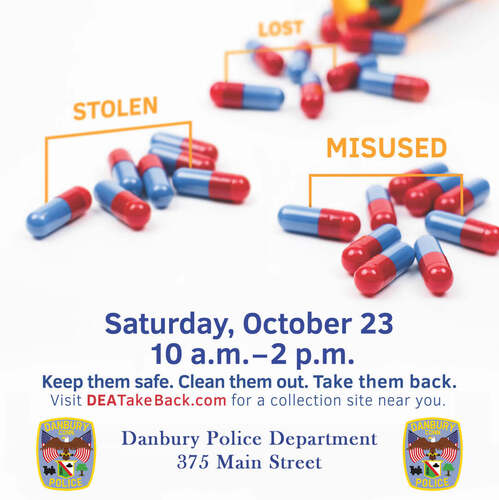 LOST
STOLEN
MISUSED
Saturday, October 23
10 a.m.–2 p.m.
Keep them safe. Clean them out. Take them back.
Visit DEATakeBack.com for a collection site near you.
Danbury Police Department
375 Main Street
DANBURY
CONN
POLICE
DANBURY
CONN
POLICE